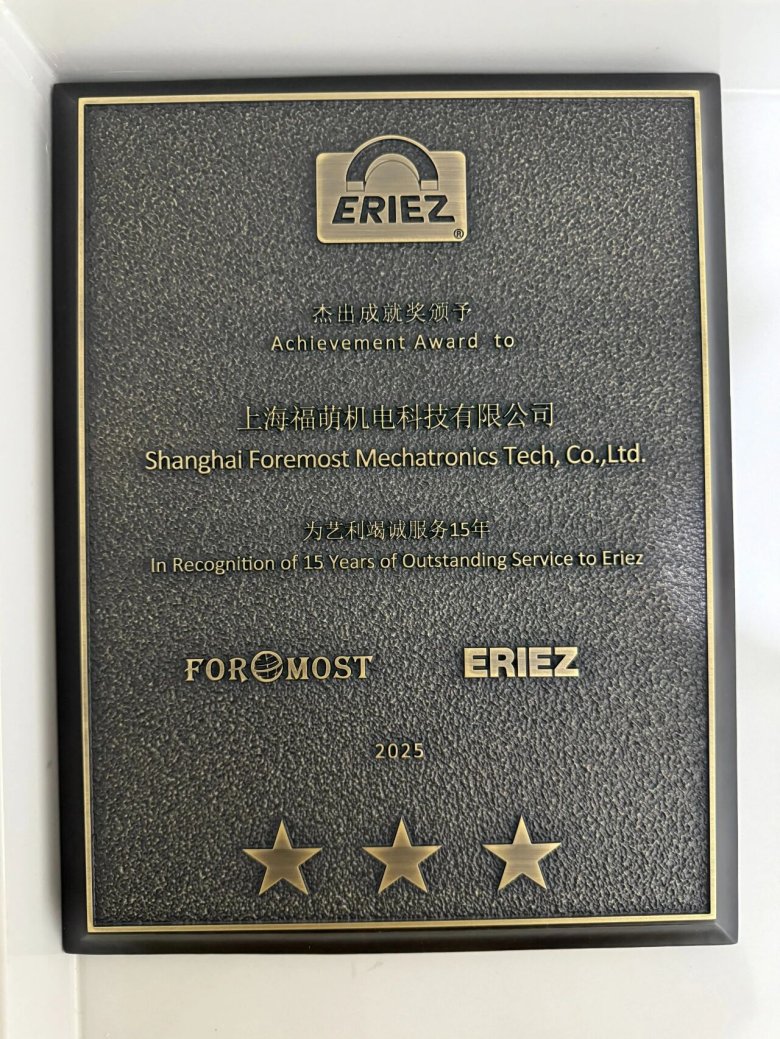 ERIEZ®
杰出成就奖颁予
Achievement Award to
上海福萌机电科技有限公司
Shanghai Foremost Mechatronics Tech, Co.,Ltd.
为艺利竭诚服务15年
In Recognition of 15 Years of Outstanding Service to Eriez
FOREMOST ERIEZ
2025